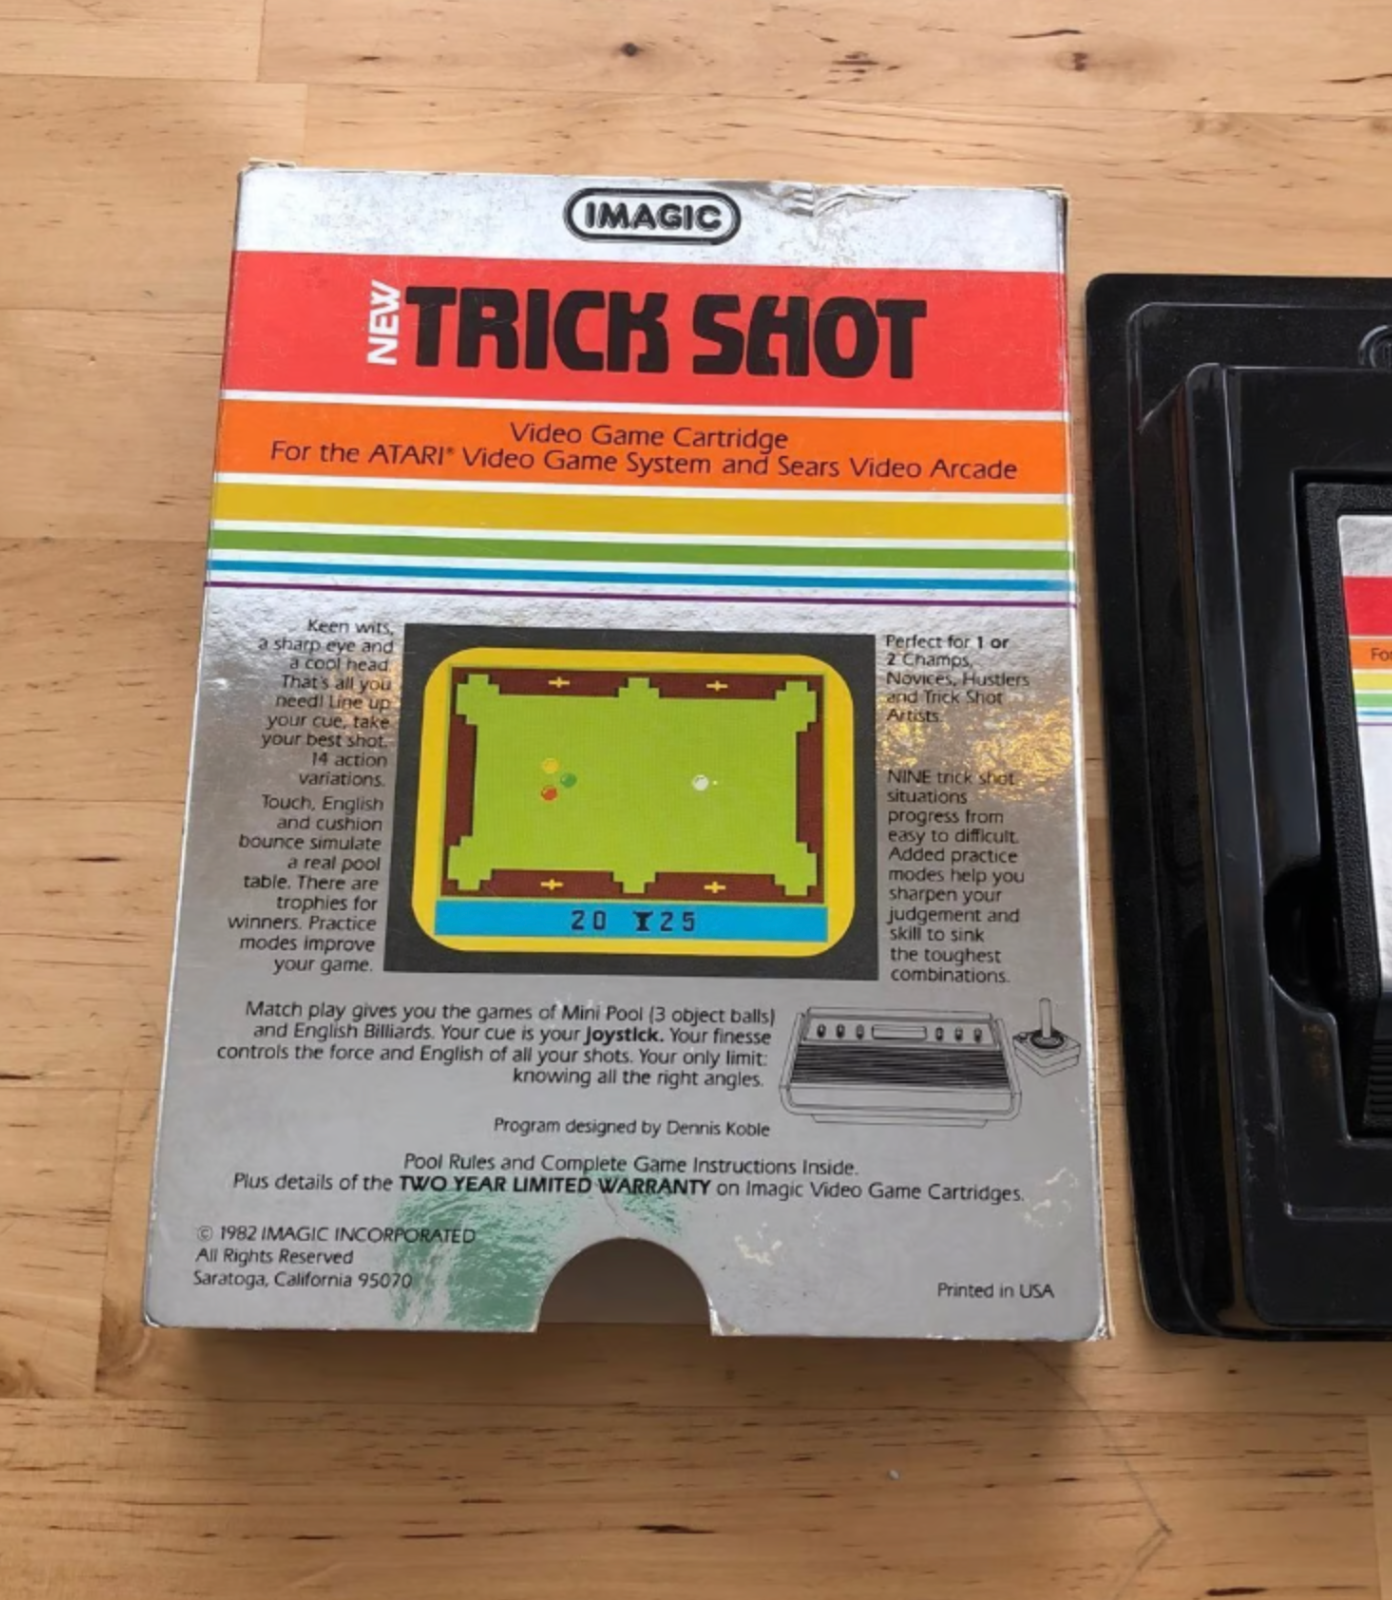 IMAGIC
NEW
TRICK SHOT
Video Game Cartridge
For the ATARI® Video Game System and Sears Video Arcade
Keen wits,
a sharp eye and
a cool head.
That's all you
need! Line up
your cue, take
your best shot.
14 action
variations.
Touch, English
and cushion
bounce simulate
a real pool
table. There are
trophies for
winners. Practice
modes improve
your game.
20 25
Perfect for 1 or
2 Champs,
Novices, Hustlers
and Trick Shot
Artists.
NINE trick shot
situations
progress from
easy to difficult.
Added practice
modes help you
sharpen your
judgement and
skill to sink
the toughest
combinations.
Match play gives you the games of Mini Pool (3 object balls)
and English Billiards. Your cue is your Joystick. Your finesse
controls the force and English of all your shots. Your only limit:
knowing all the right angles.
Program designed by Dennis Koble
Pool Rules and Complete Game Instructions Inside.
Plus details of the TWO YEAR LIMITED WARRANTY on Imagic Video Game Cartridges.
© 1982 IMAGIC INCORPORATED
All Rights Reserved
Saratoga, California 95070
Printed in USA